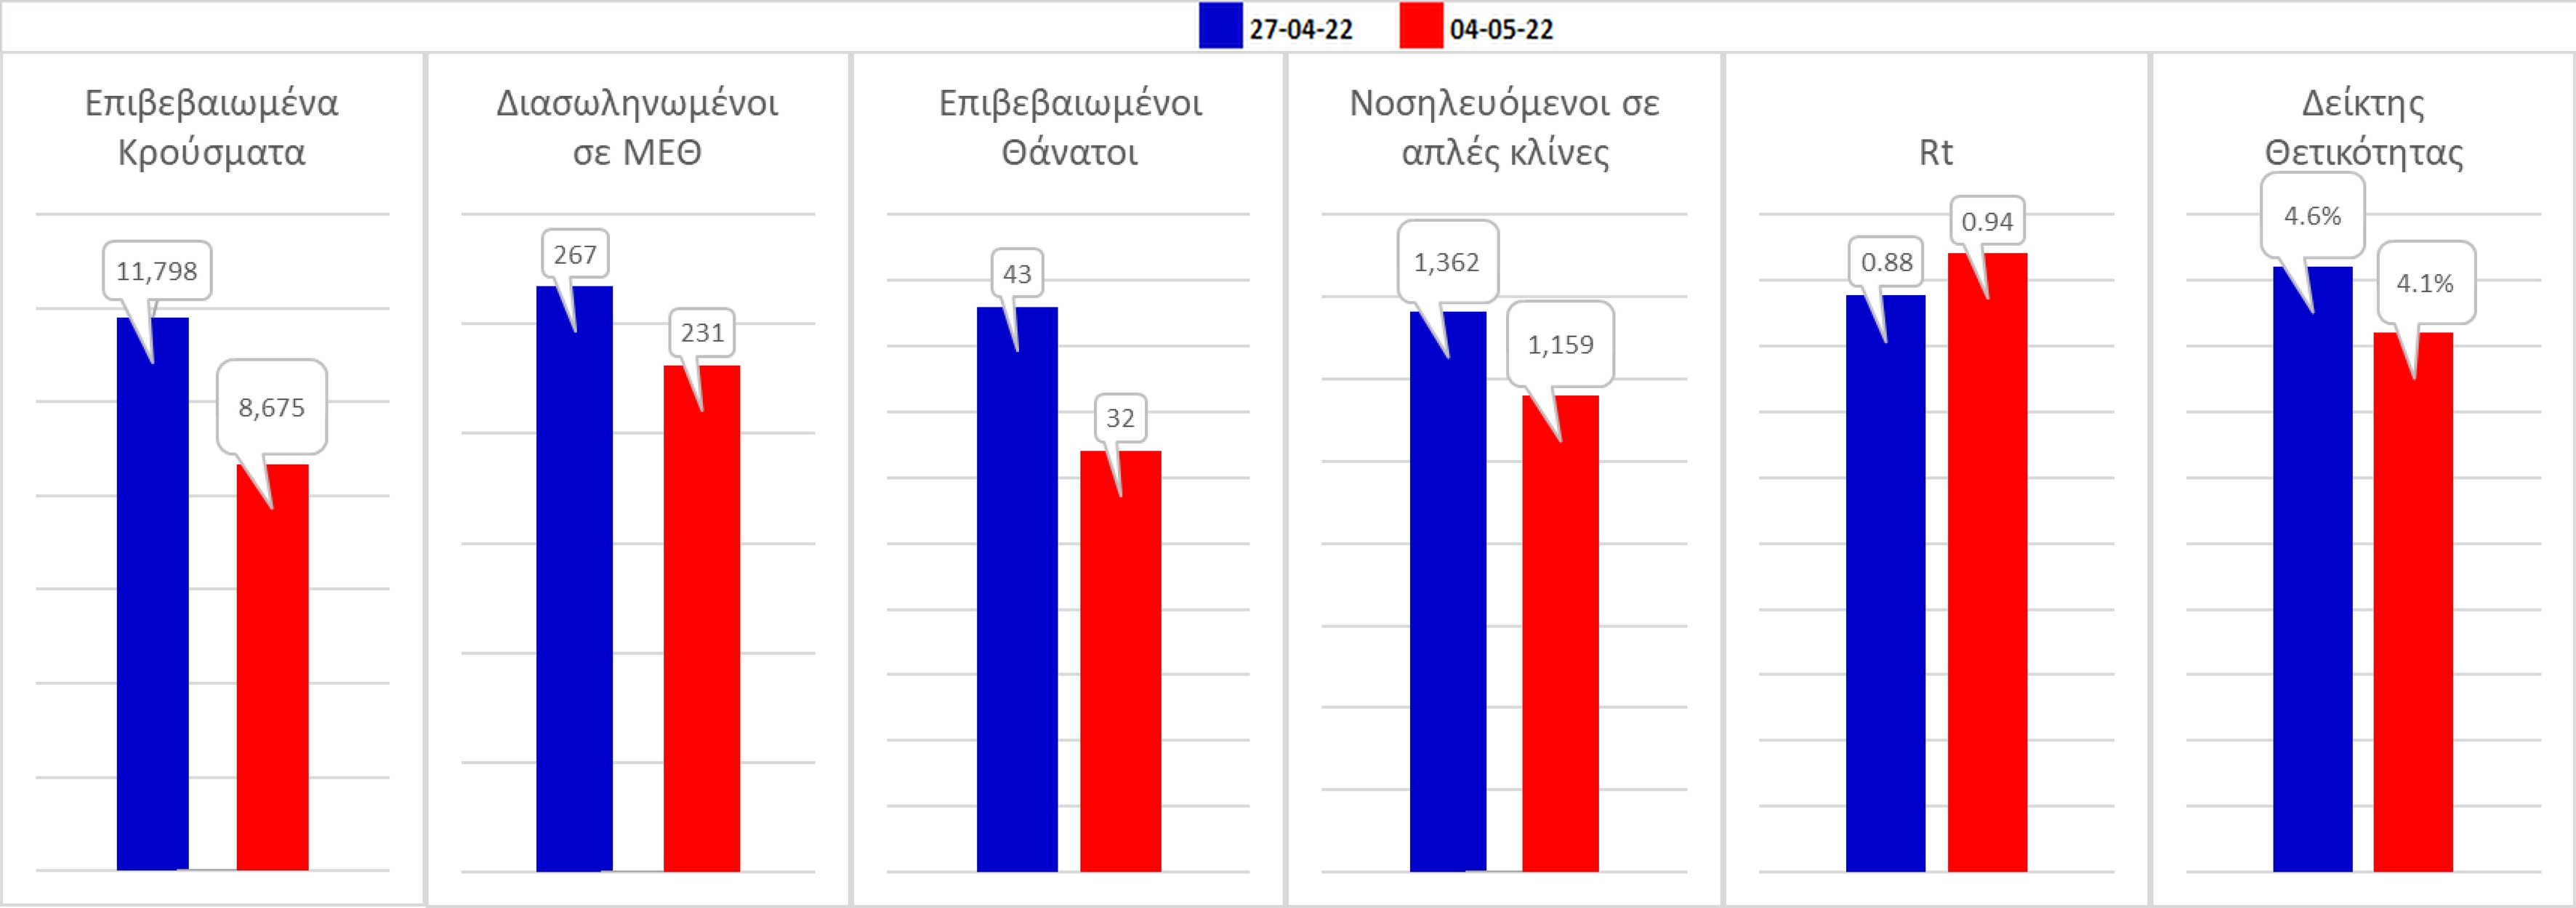 27-04-22 04-05-22
Επιβεβαιωμένα
Κρούσματα
11,798
8,675
Διασωληνωμένοι
σε ΜΕΘ
267
231
Επιβεβαιωμένοι
Θάνατοι
43
32
Νοσηλευόμενοι σε
απλές κλίνες
1,362
1,159
Rt
0.88
0.94
Δείκτης
Θετικότητας
4.6%
4.1%